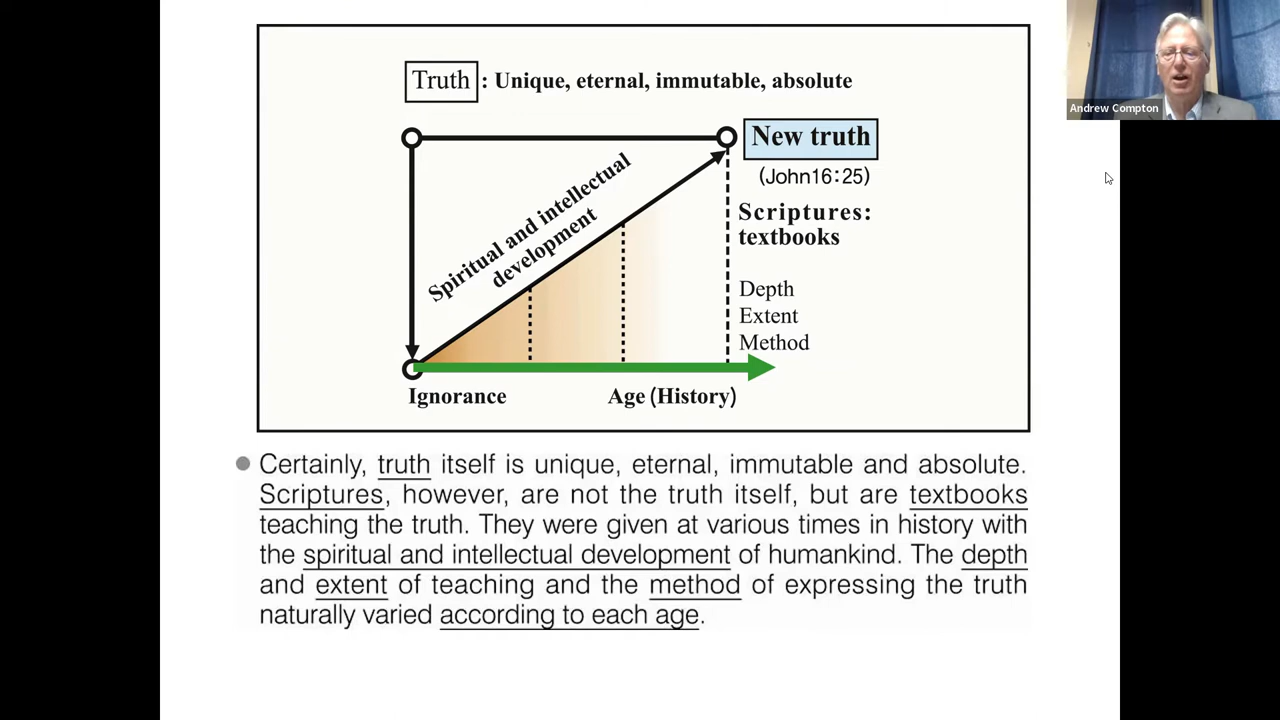 Andrew Compton
Truth : Unique, eternal, immutable, absolute
New truth
(John16:25)
Spiritual and intellectual
development
Scriptures:
textbooks
Depth
Extent
Method
Ignorance
Age (History)
Certainly, truth itself is unique, eternal, immutable and absolute.
Scriptures, however, are not the truth itself, but are textbooks
teaching the truth. They were given at various times in history with
the spiritual and intellectual development of humankind. The depth
and extent of teaching and the method of expressing the truth
naturally varied according to each age.